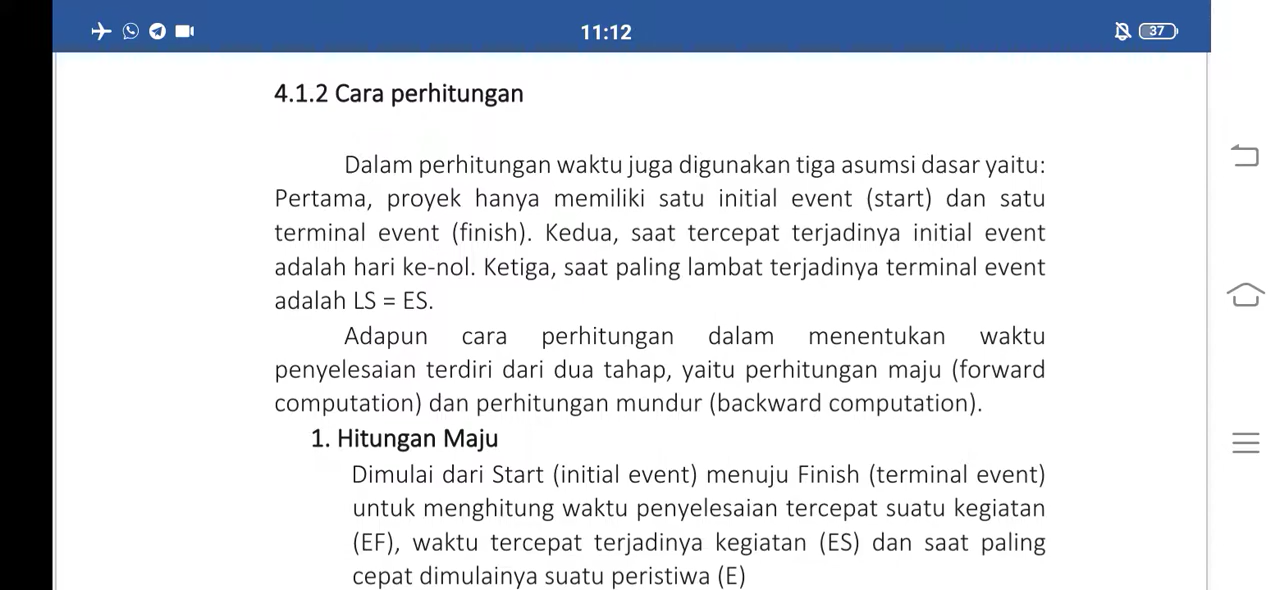 11:12
37
4.1.2 Cara perhitungan
Dalam perhitungan waktu juga digunakan tiga asumsi dasar yaitu:
Pertama, proyek hanya memiliki satu initial event (start) dan satu
terminal event (finish). Kedua, saat tercepat terjadinya initial event
adalah hari ke-nol. Ketiga, saat paling lambat terjadinya terminal event
adalah LS = ES.
Adapun cara perhitungan dalam menentukan waktu
penyelesaian terdiri dari dua tahap, yaitu perhitungan maju (forward
computation) dan perhitungan mundur (backward computation).
1. Hitungan Maju
Dimulai dari Start (initial event) menuju Finish (terminal event)
untuk menghitung waktu penyelesaian tercepat suatu kegiatan
(EF), waktu tercepat terjadinya kegiatan (ES) dan saat paling
cepat dimulainya suatu peristiwa (E)